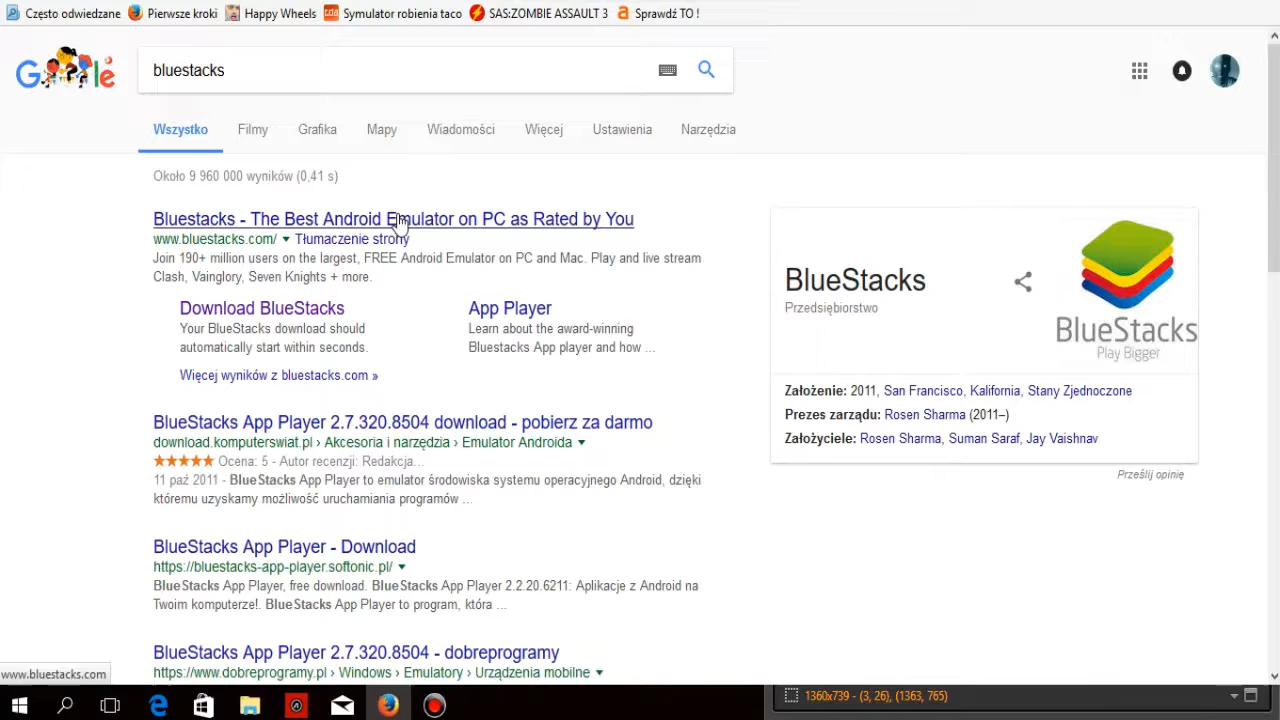 Często odwiedzane Pierwsze kroki Happy Wheels Symulator robienia taco SAS:ZOMBIE ASSAULT 3 Sprawdź TO !
Google bluestacks
Wszystko Filmy Grafika Mapy Wiadomości Więcej Ustawienia Narzędzia
Około 9 960 000 wyników (0,41 s)
Bluestacks - The Best Android Emulator on PC as Rated by You
www.bluestacks.com/ Tłumaczenie strony
Join 190+ million users on the largest, FREE Android Emulator on PC and Mac. Play and live stream
Clash, Vainglory, Seven Knights + more.
Download BlueStacks
Your BlueStacks download should
automatically start within seconds.
App Player
Learn about the award-winning
Bluestacks App player and how ...
Więcej wyników z bluestacks.com »
BlueStacks App Player 2.7.320.8504 download - pobierz za darmo
download.komputerswiat.pl › Akcesoria i narzędzia › Emulator Androida
Ocena: 5 - Autor recenzji: Redakcja...
11 paź 2011 - BlueStacks App Player to emulator środowiska systemu operacyjnego Android, dzięki
któremu uzyskamy możliwość uruchamiania programów ...
BlueStacks App Player - Download
https://bluestacks-app-player.softonic.pl/
BlueStacks App Player, free download. BlueStacks App Player 2.2.20.6211: Aplikacje z Android na
Twoim komputerze!. BlueStacks App Player to program, która ...
BlueStacks App Player 2.7.320.8504 - dobreprogramy
https://www.dobreprogramy.pl › Windows › Emulatory › Urządzenia mobilne
BlueStacks
Przedsiębiorstwo
BlueStacks
Play Bigger
Założenie: 2011, San Francisco, Kalifornia, Stany Zjednoczone
Prezes zarządu: Rosen Sharma (2011–)
Założyciele: Rosen Sharma, Suman Saraf, Jay Vaishnav
Prześlij opinię
www.bluestacks.com
1360x739 - (3, 26), (1363, 765)